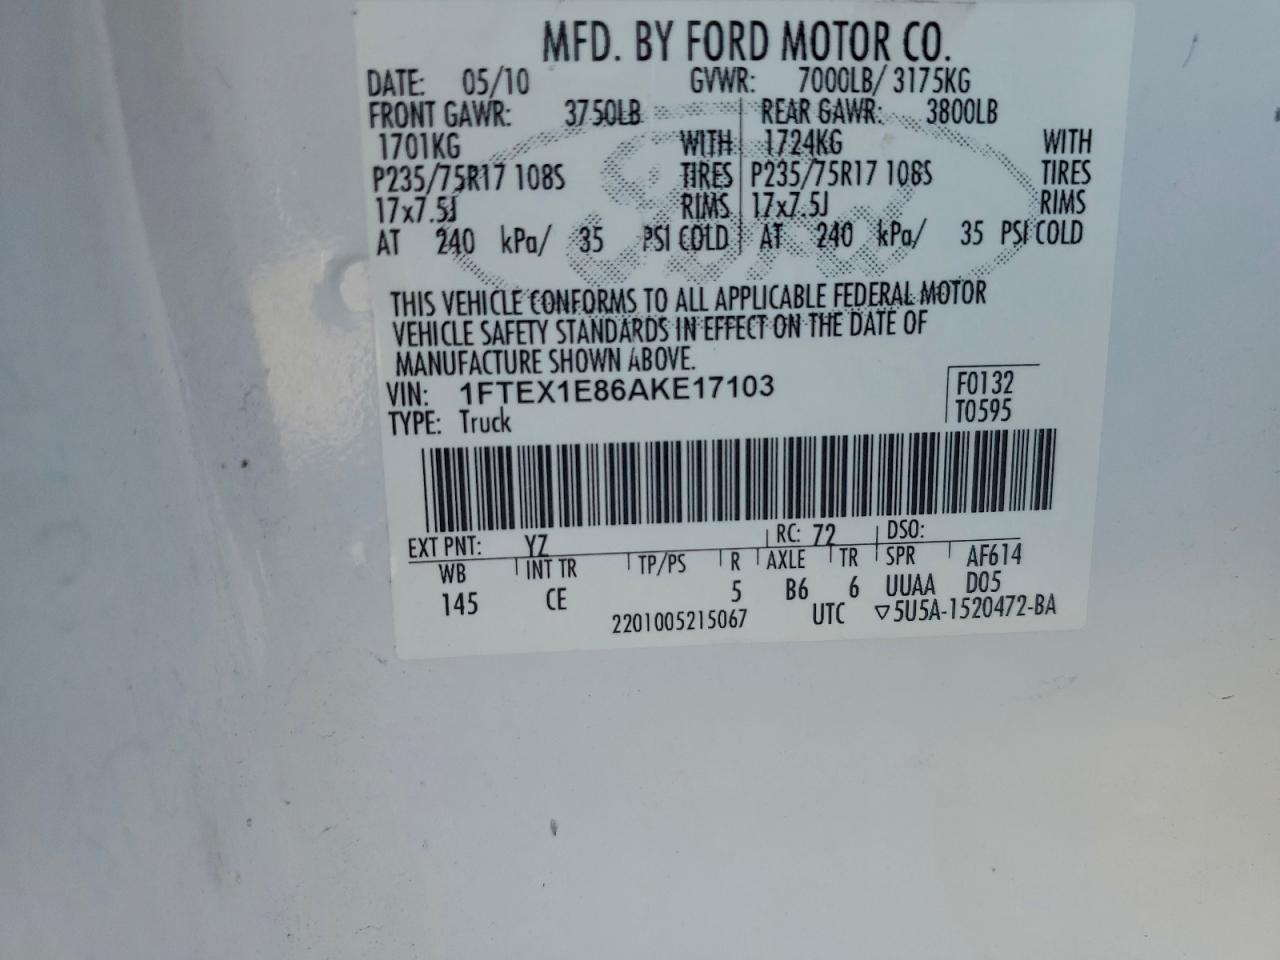 MFD. BY FORD MOTOR CO.
DATE: 05/10 GVWR: 7000LB/ 3175KG
FRONT GAWR: 3750LB REAR GAWR: 3800LB
1701KG WITH 1724KG WITH
P235/75R17 108S TIRES P235/75R17 108S TIRES
17x7.5J RIMS 17x7.5J RIMS
AT 240 kPa/ 35 PSI COLD AT 240 kPa/ 35 PSI COLD
Ford
THIS VEHICLE CONFORMS TO ALL APPLICABLE FEDERAL MOTOR
VEHICLE SAFETY STANDARDS IN EFFECT ON THE DATE OF
MANUFACTURE SHOWN ABOVE.
VIN: 1FTEX1E86AKE17103 F0132
TYPE: Truck T0595
EXT PNT: YZ RC: 72 DSO:
WB INT TR TP/PS R AXLE TR SPR AF614
145 CE 5 B6 6 UUAA D05
2201005215067 UTC ▽5U5A-1520472-BA